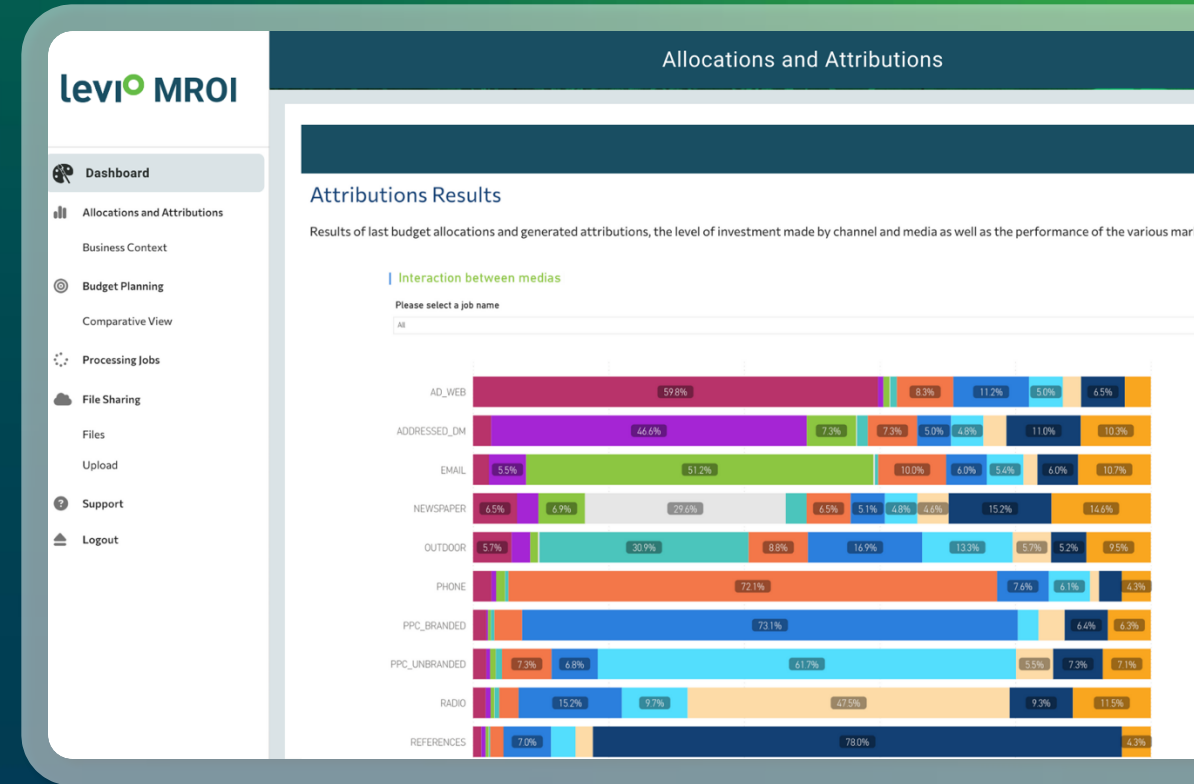 levio MROI
Allocations and Attributions
Dashboard
Allocations and Attributions
Business Context
Budget Planning
Comparative View
Processing Jobs
File Sharing
Files
Upload
Support
Logout
Attributions Results
Results of last budget allocations and generated attributions, the level of investment made by channel and media as well as the performance of the various mar
Interaction between medias
Please select a job name
All
AD_WEB 59.8% 8.3% 11.2% 5.0% 6.5%
ADDRESSED_DM 46.6% 7.3% 7.3% 5.0% 4.8% 11.0% 10.3%
EMAIL 5.5% 51.2% 10.0% 6.0% 5.4% 6.0% 10.7%
NEWSPAPER 6.5% 6.9% 29.6% 6.5% 5.1% 4.8% 4.6% 15.2% 14.6%
OUTDOOR 5.7% 30.9% 8.8% 16.9% 13.3% 5.7% 5.2% 9.5%
PHONE 72.1% 7.6% 6.1% 4.3%
PPC_BRANDED 73.1% 6.4% 6.3%
PPC_UNBRANDED 7.3% 6.8% 61.7% 5.5% 7.3% 7.1%
RADIO 15.2% 9.7% 47.5% 9.3% 11.5%
REFERENCES 7.0% 78.0% 4.3%